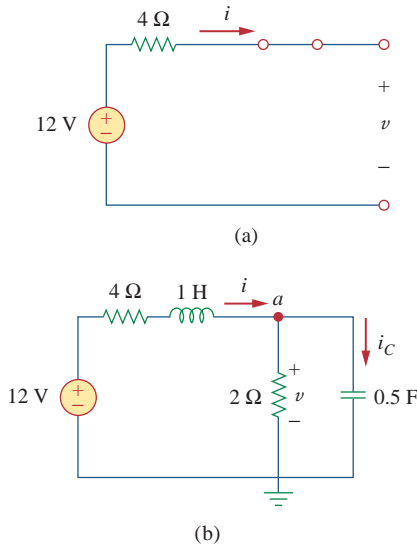 4 Ω
i
+
12 V
+
−
v
−
(a)
4 Ω
1 H
i
a
i_C
12 V
+
−
2 Ω
+
v
−
0.5 F
(b)